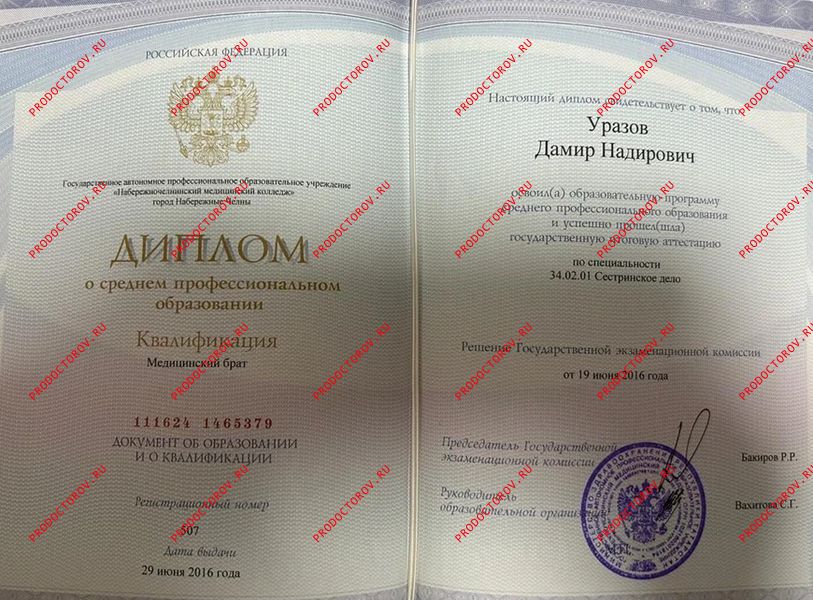 РОССИЙСКАЯ ФЕДЕРАЦИЯ
Государственное автономное профессиональное образовательное учреждение
«Набережночелнинский медицинский колледж»
город Набережные Челны
ДИПЛОМ
о среднем профессиональном
образовании
Квалификация
Медицинский брат
111624 1465379
ДОКУМЕНТ ОБ ОБРАЗОВАНИИ
И О КВАЛИФИКАЦИИ
Регистрационный номер
507
Дата выдачи
29 июня 2016 года
Настоящий диплом свидетельствует о том, что
Уразов
Дамир Надирович
освоил(а) образовательную программу
среднего профессионального образования
и успешно прошел(шла)
государственную итоговую аттестацию
по специальности
34.02.01 Сестринское дело
Решение Государственной экзаменационной комиссии
от 19 июня 2016 года
Председатель Государственной
экзаменационной комиссии
Бакиров Р.Р.
Руководитель
образовательной организации
Вахитова С.Г.
М.П.
PRODOCTOROV.RU